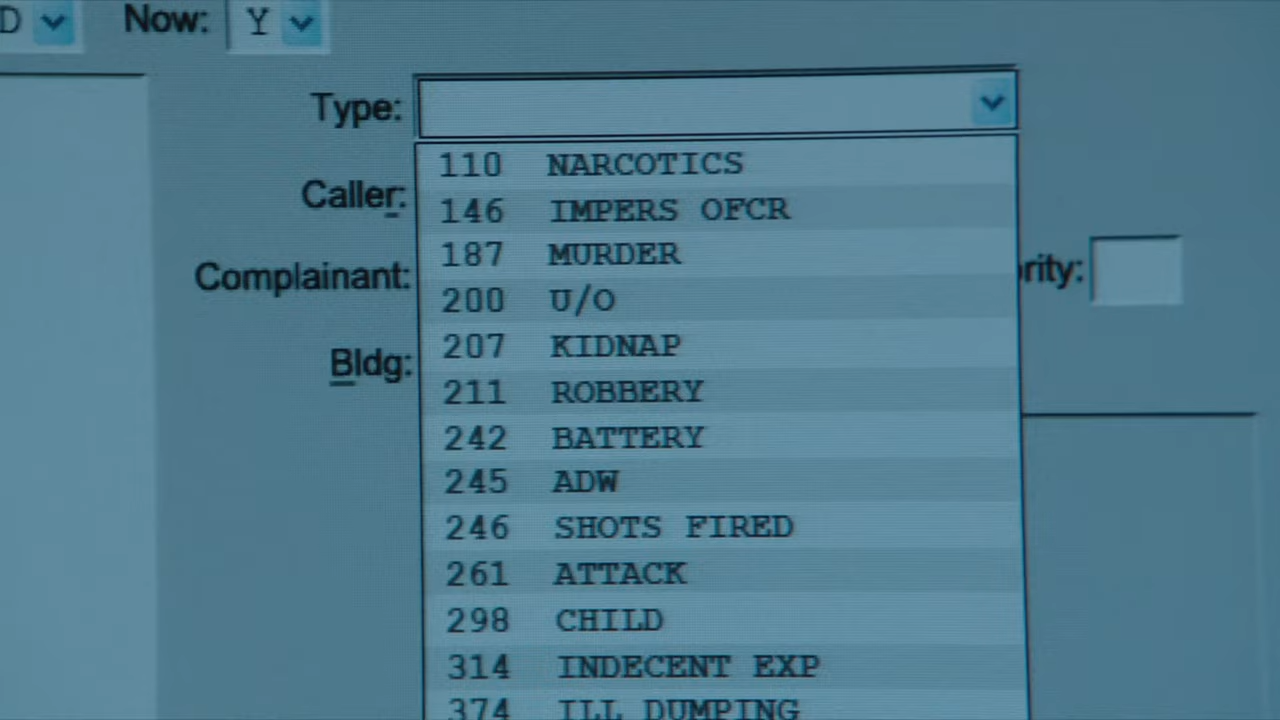 D Now: Y
Type:
110 NARCOTICS
Caller:
146 IMPERS OFCR
187 MURDER
Complainant:
rity:
200 U/O
207 KIDNAP
Bldg:
211 ROBBERY
242 BATTERY
245 ADW
246 SHOTS FIRED
261 ATTACK
298 CHILD
314 INDECENT EXP
374 ILL DUMPING